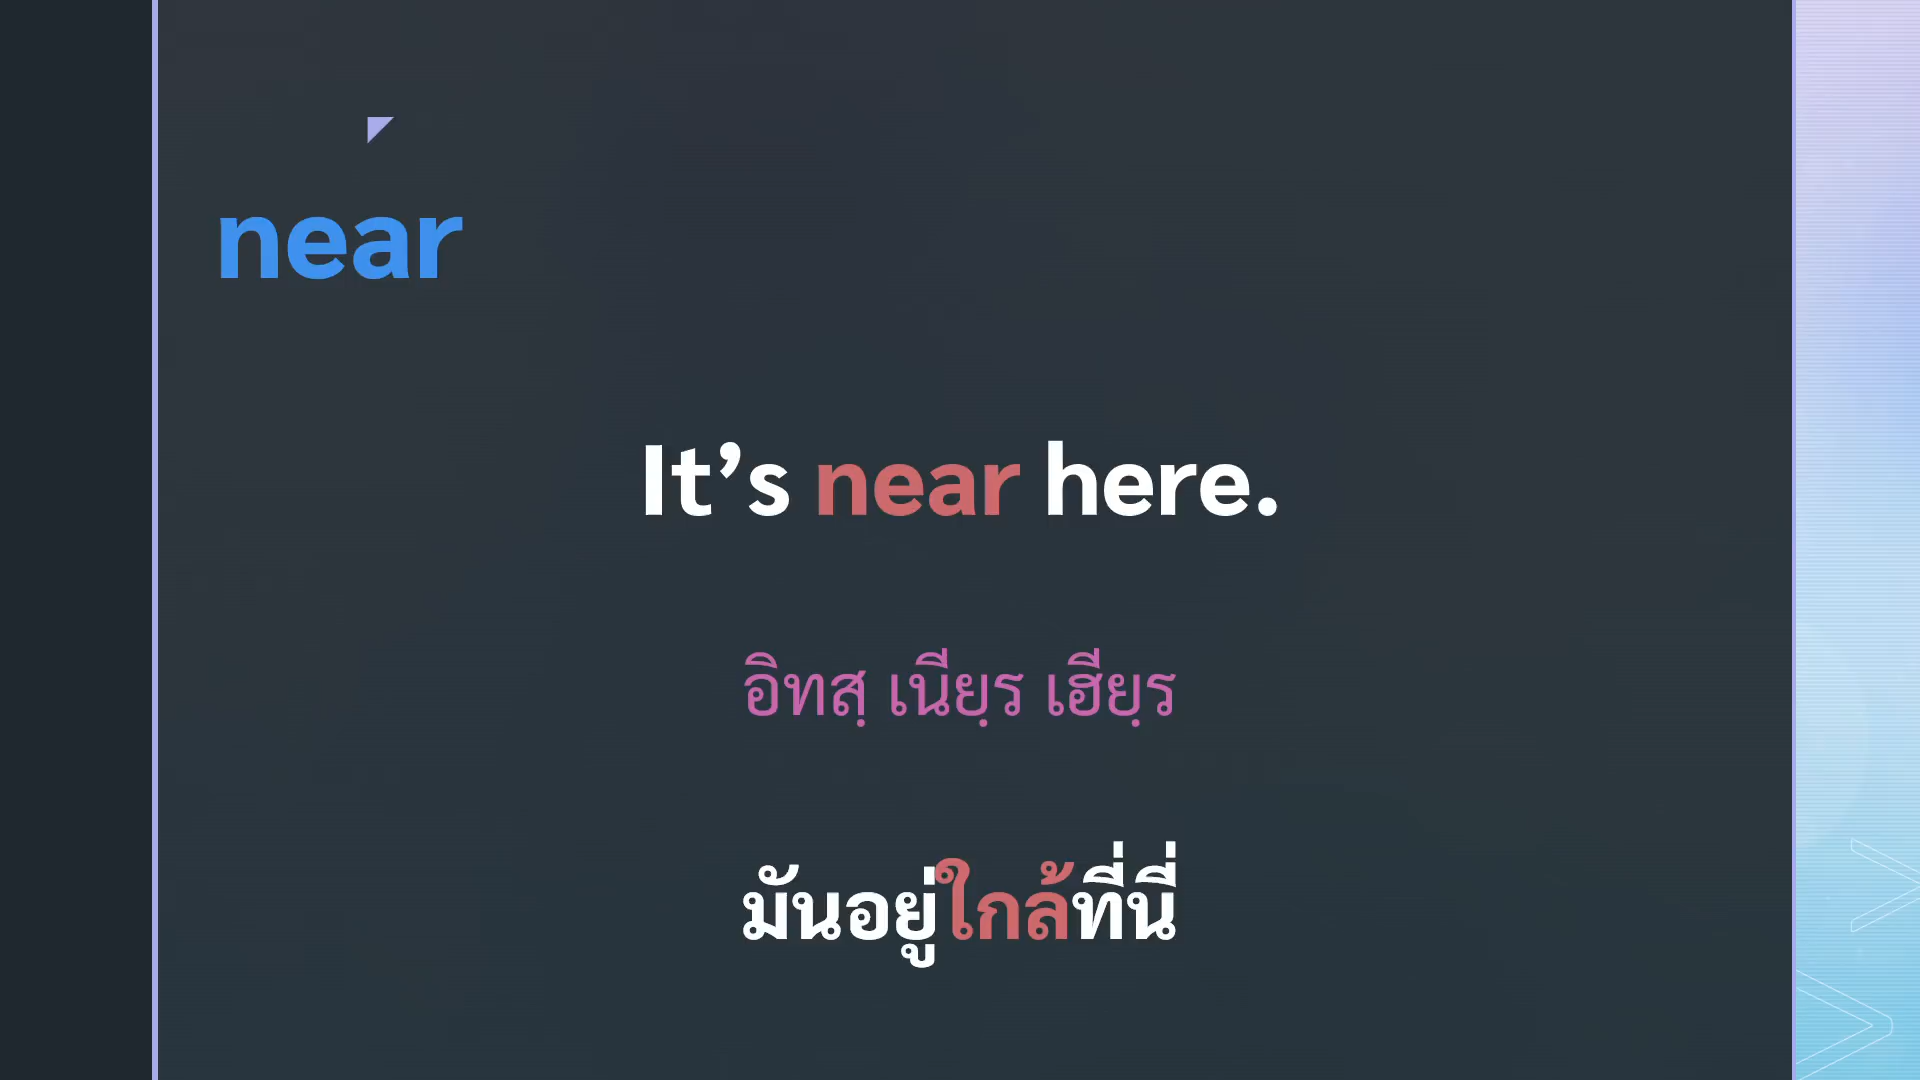 near
It’s near here.
อิทสฺ เนียฺร เฮียฺร
มันอยู่ใกล้ที่นี่